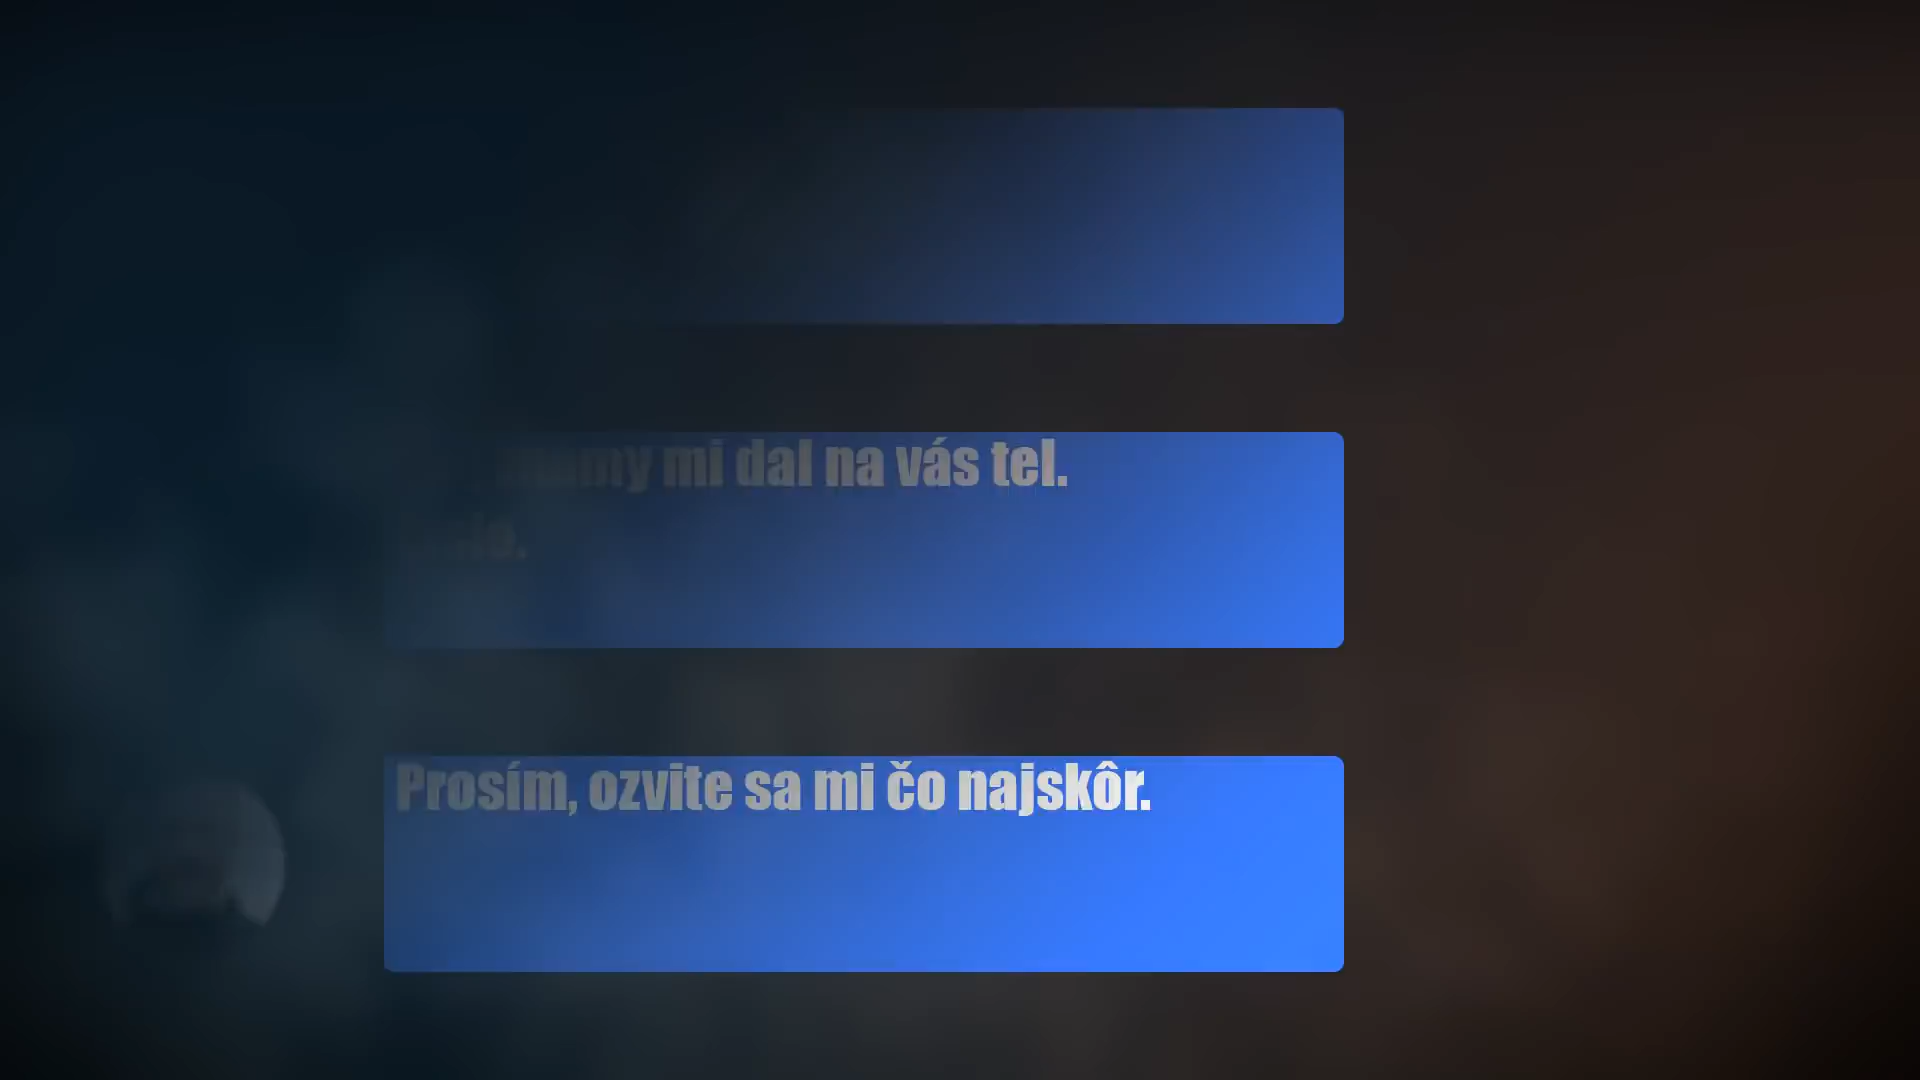 mi dal na vás tel.
Prosím, ozvite sa mi čo najskôr.